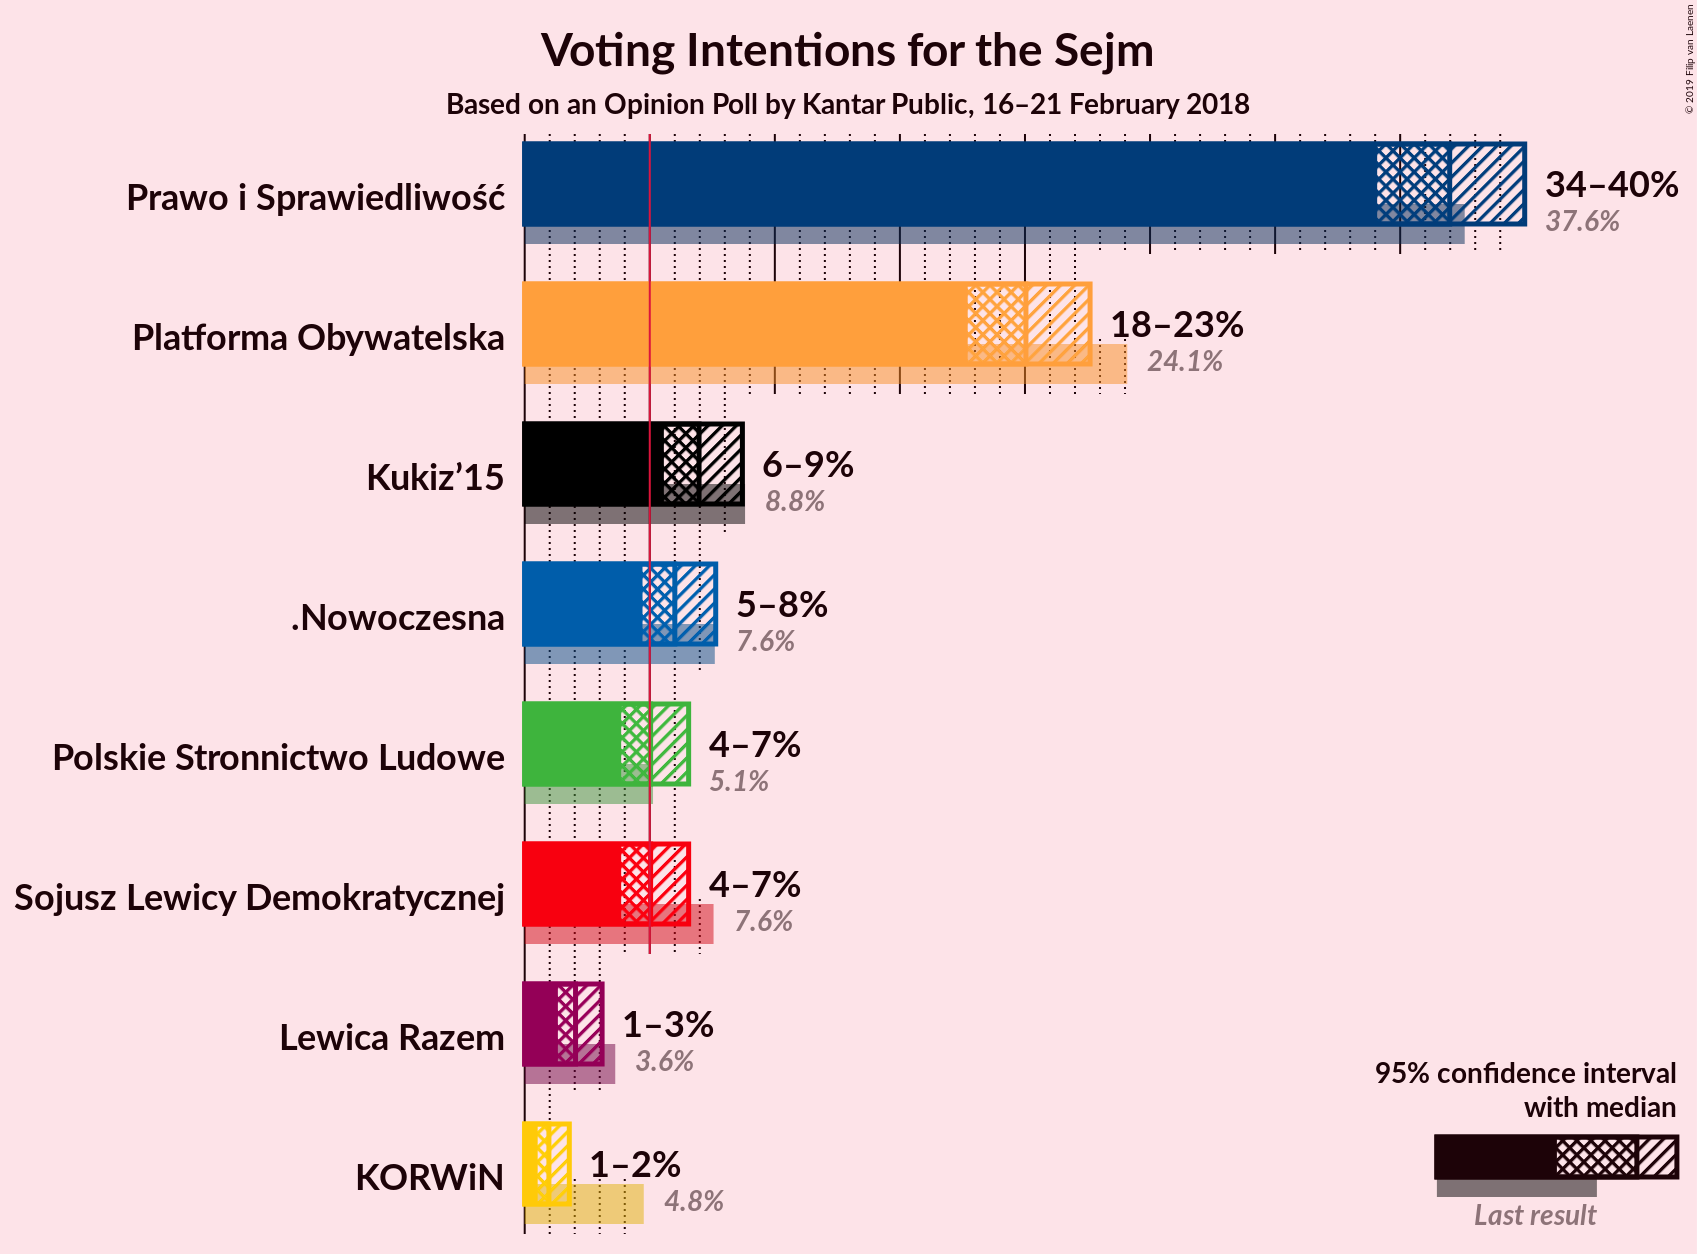 Voting Intentions for the Sejm
Based on an Opinion Poll by Kantar Public, 16–21 February 2018
© 2019 Filip van Laenen
Prawo i Sprawiedliwość
34–40%
37.6%
Platforma Obywatelska
18–23%
24.1%
Kukiz’15
6–9%
8.8%
.Nowoczesna
5–8%
7.6%
Polskie Stronnictwo Ludowe
4–7%
5.1%
Sojusz Lewicy Demokratycznej
4–7%
7.6%
Lewica Razem
1–3%
3.6%
KORWiN
1–2%
4.8%
95% confidence interval
with median
Last result